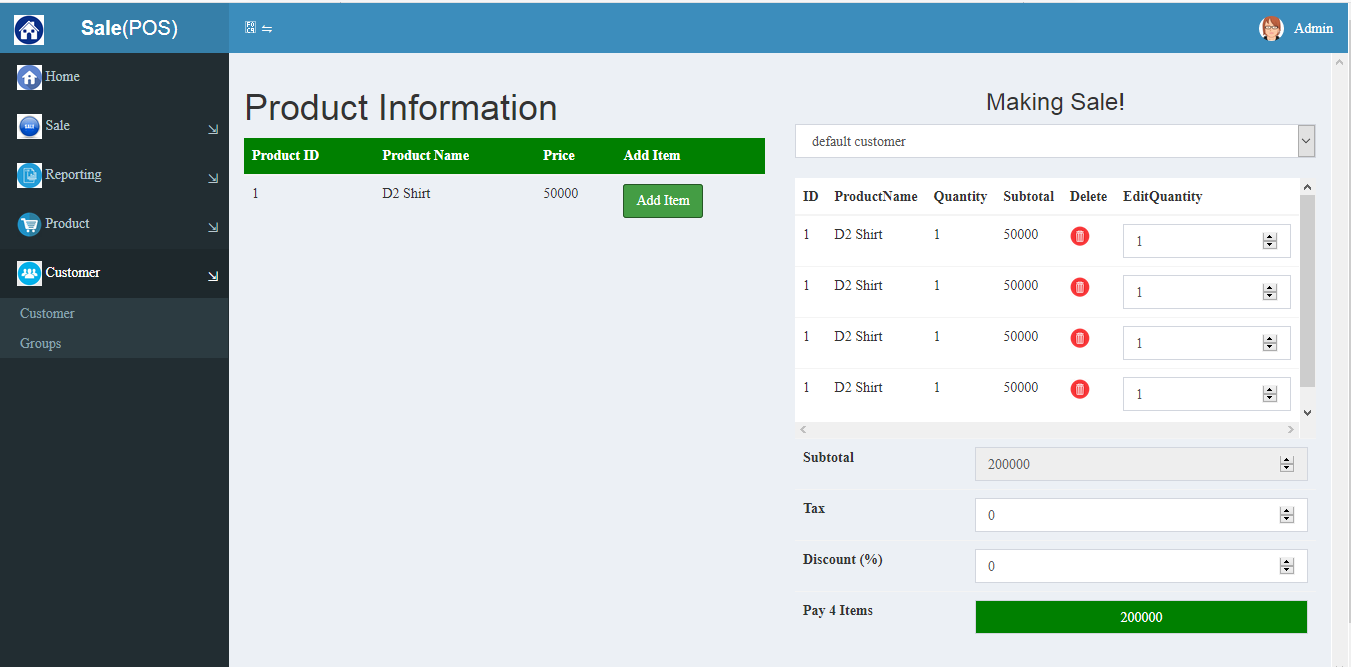 Sale(POS)
Admin
Home
Sale
Reporting
Product
Customer
Customer
Groups
Product Information
Product ID Product Name Price Add Item
1 D2 Shirt 50000 Add Item
Making Sale!
default customer
ID ProductName Quantity Subtotal Delete EditQuantity
1 D2 Shirt 1 50000 1
1 D2 Shirt 1 50000 1
1 D2 Shirt 1 50000 1
1 D2 Shirt 1 50000 1
Subtotal 200000
Tax 0
Discount (%) 0
Pay 4 Items 200000